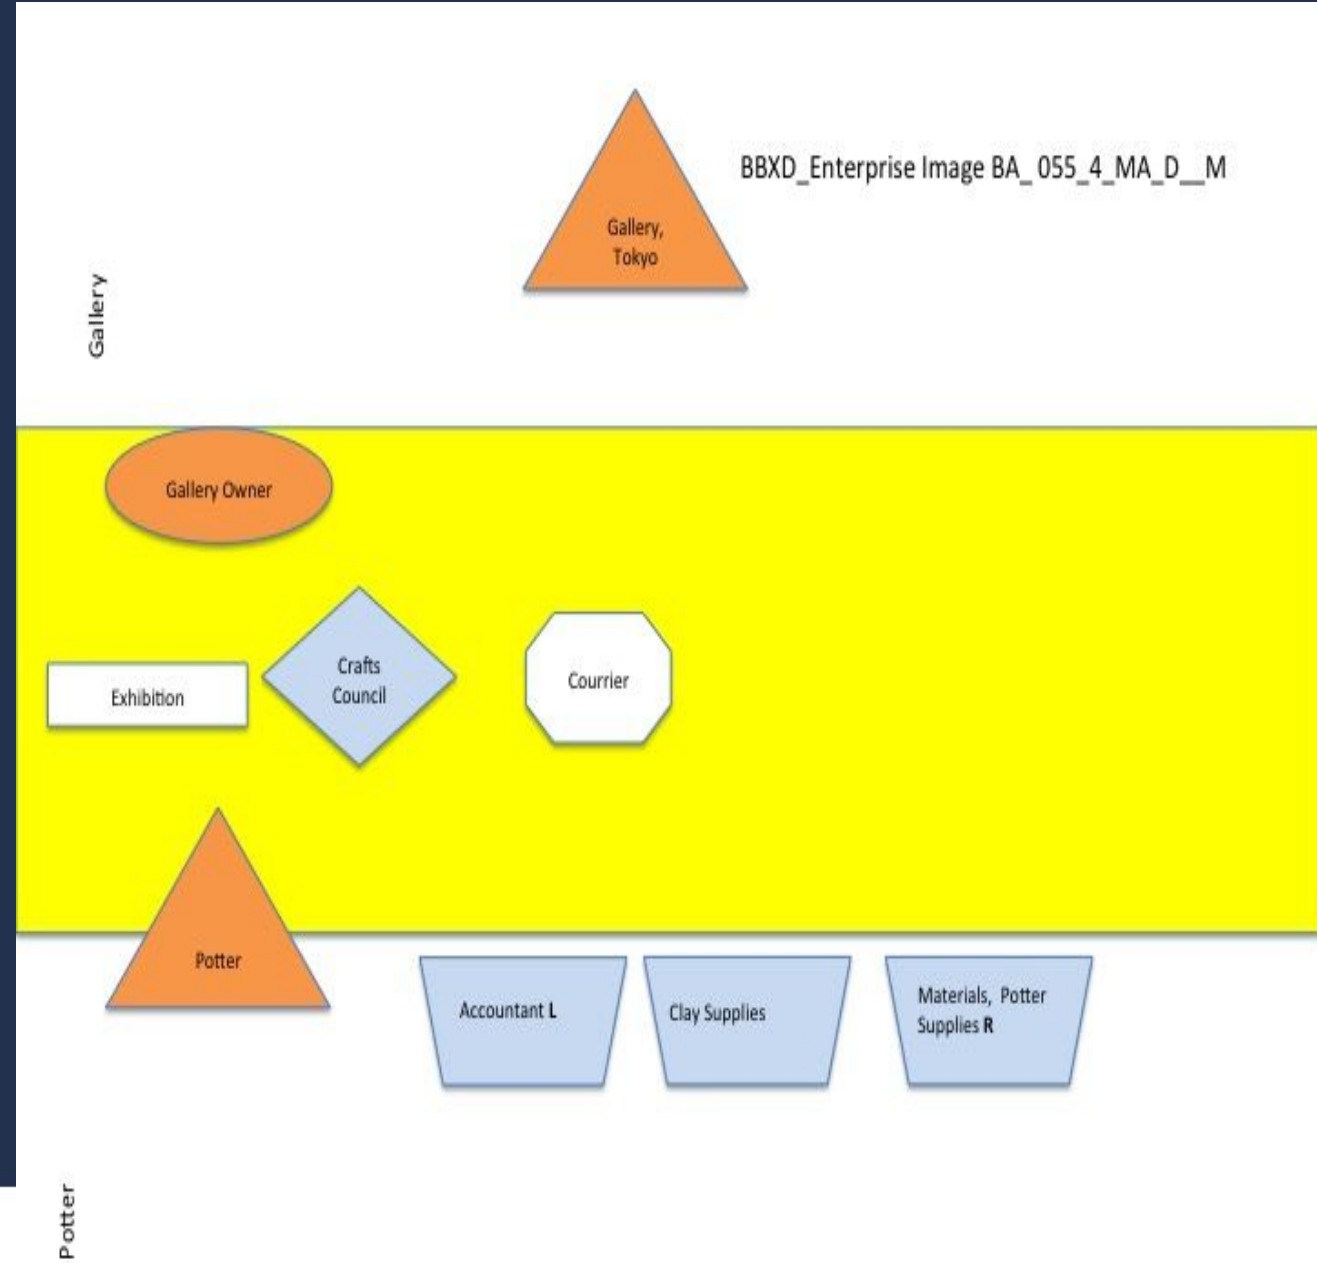 Gallery,
Tokyo
BBXD_Enterprise Image BA_ 055_4_MA_D__M
Gallery
Gallery Owner
Crafts
Council
Exhibition
Courrier
Potter
Accountant L
Clay Supplies
Materials, Potter
Supplies R
Potter